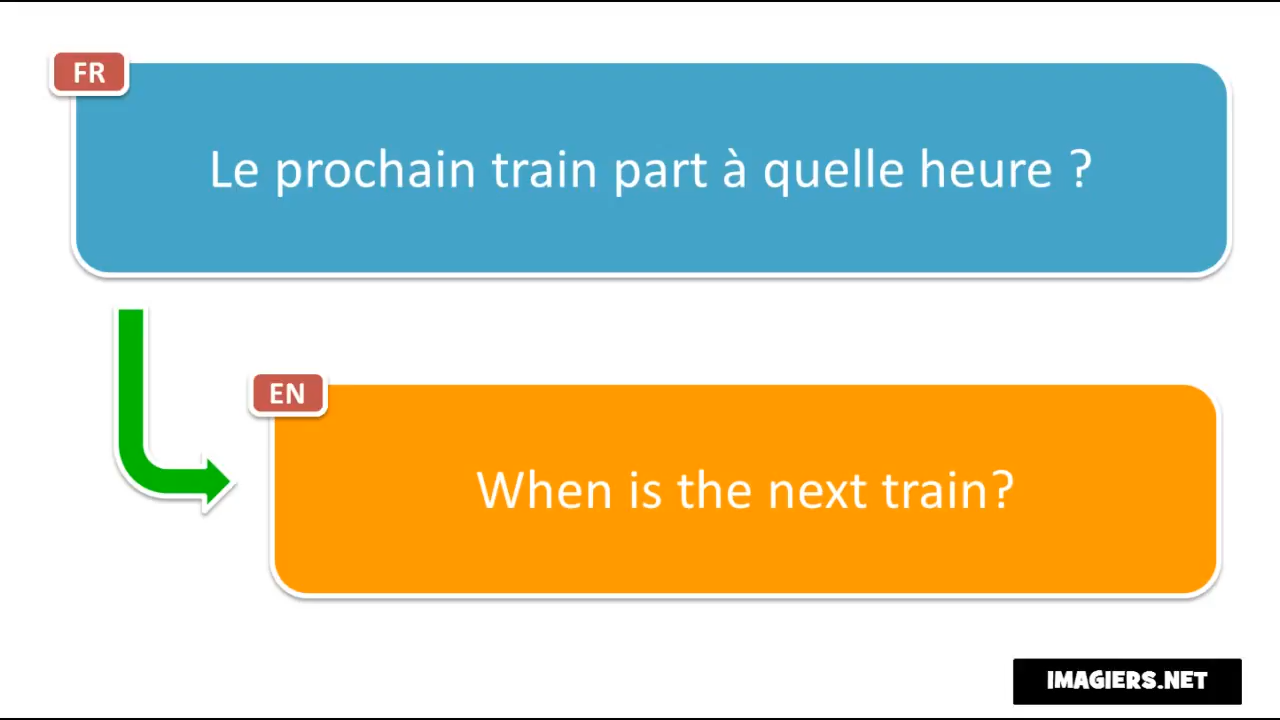 FR
Le prochain train part à quelle heure ?
EN
When is the next train?
IMAGIERS.NET